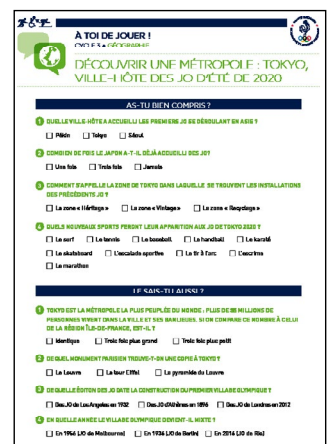 À TOI DE JOUER !
CYCLE 3 • GÉOGRAPHIE
DÉCOUVRIR UNE MÉTROPOLE : TOKYO,
VILLE-HÔTE DES JO D'ÉTÉ DE 2020
AS-TU BIEN COMPRIS ?
1 QUELLE VILLE-HÔTE A ACCUEILLI LES PREMIERS JO SE DÉROULANT EN ASIE ?
Pékin Tokyo Séoul
2 COMBIEN DE FOIS LE JAPON A-T-IL DÉJÀ ACCUEILLI DES JO ?
Une fois Trois fois Jamais
3 COMMENT S'APPELLE LA ZONE DE TOKYO DANS LAQUELLE SE TROUVENT LES INSTALLATIONS
DES PRÉCÉDENTS JO ?
La zone « Héritage » La zone « Vintage » La zone « Recyclage »
4 QUELS NOUVEAUX SPORTS FERONT LEUR APPARITION AUX JO DE TOKYO 2020 ?
Le surf Le tennis Le baseball Le handball Le karaté
Le skateboard L'escalade sportive Le tir à l'arc L'escrime
Le marathon
LE SAIS-TU AUSSI ?
1 TOKYO EST LA MÉTROPOLE LA PLUS PEUPLÉE DU MONDE : PLUS DE 38 MILLIONS DE
PERSONNES VIVENT DANS LA VILLE ET SES BANLIEUES. SI ON COMPARE CE NOMBRE À CELUI
DE LA RÉGION ÎLE-DE-FRANCE, EST-IL ?
Identique Trois fois plus grand Trois fois plus petit
2 DE QUEL MONUMENT PARISIEN TROUVE-T-ON UNE COPIE À TOKYO ?
Le Louvre La tour Eiffel La pyramide du Louvre
3 DE QUELLE ÉDITION DES JO DATE LA CONSTRUCTION DU PREMIER VILLAGE OLYMPIQUE ?
Des JO de Los Angeles en 1932 Des JO d'Athènes en 1896 Des JO de Londres en 2012
4 EN QUELLE ANNÉE LE VILLAGE OLYMPIQUE DEVIENT-IL MIXTE ?
En 1956 (JO de Melbourne) En 1936 (JO de Berlin) En 2016 (JO de Rio)